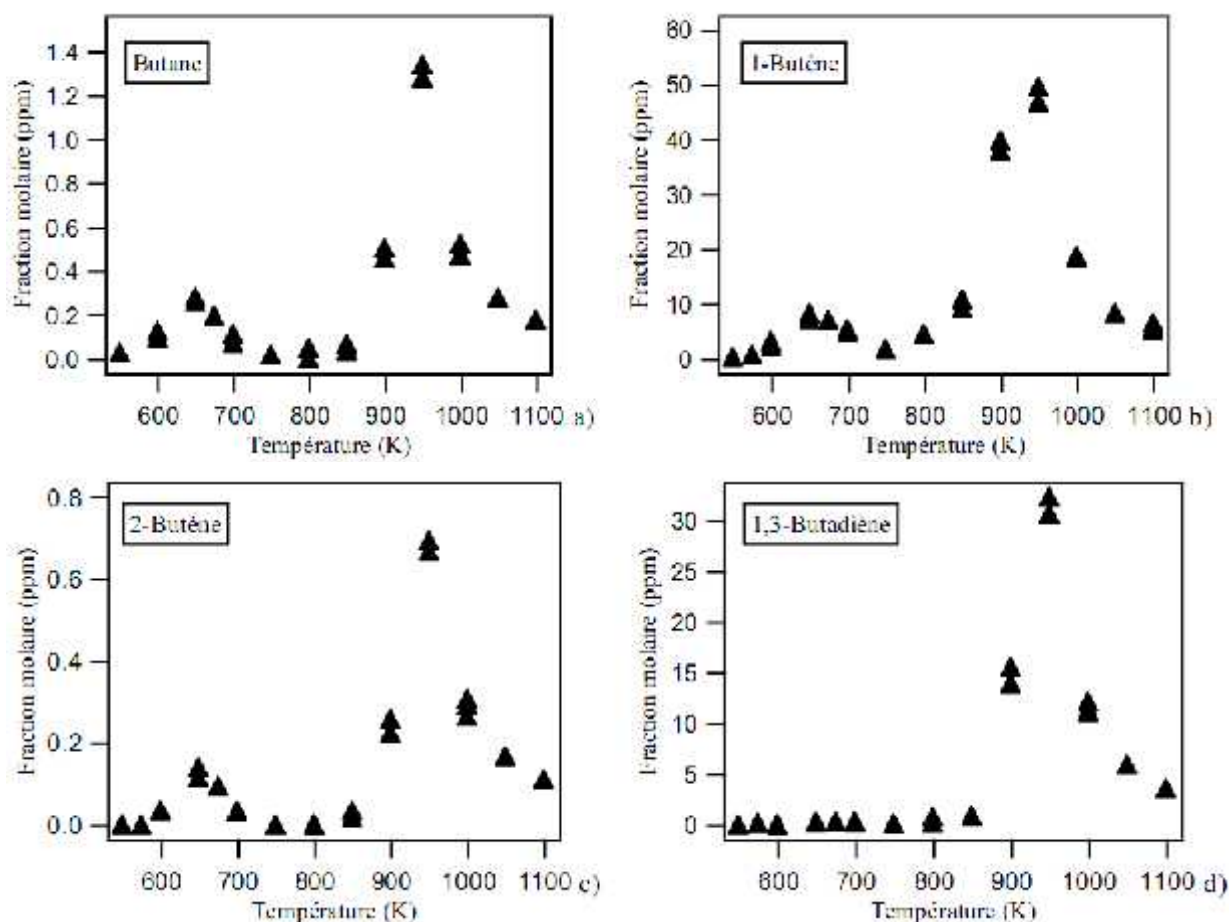 Butane
Fraction molaire (ppm)
1.4
1.2
1.0
0.8
0.6
0.4
0.2
0.0
600 700 800 900 1000 1100 a)
Température (K)
1-Butène
Fraction molaire (ppm)
60
50
40
30
20
10
0
600 700 800 900 1000 1100 b)
Température (K)
2-Butène
Fraction molaire (ppm)
0.8
0.6
0.4
0.2
0.0
600 700 800 900 1000 1100 c)
Température (K)
1,3-Butadiène
Fraction molaire (ppm)
30
25
20
15
10
5
0
600 700 800 900 1000 1100 d)
Température (K)